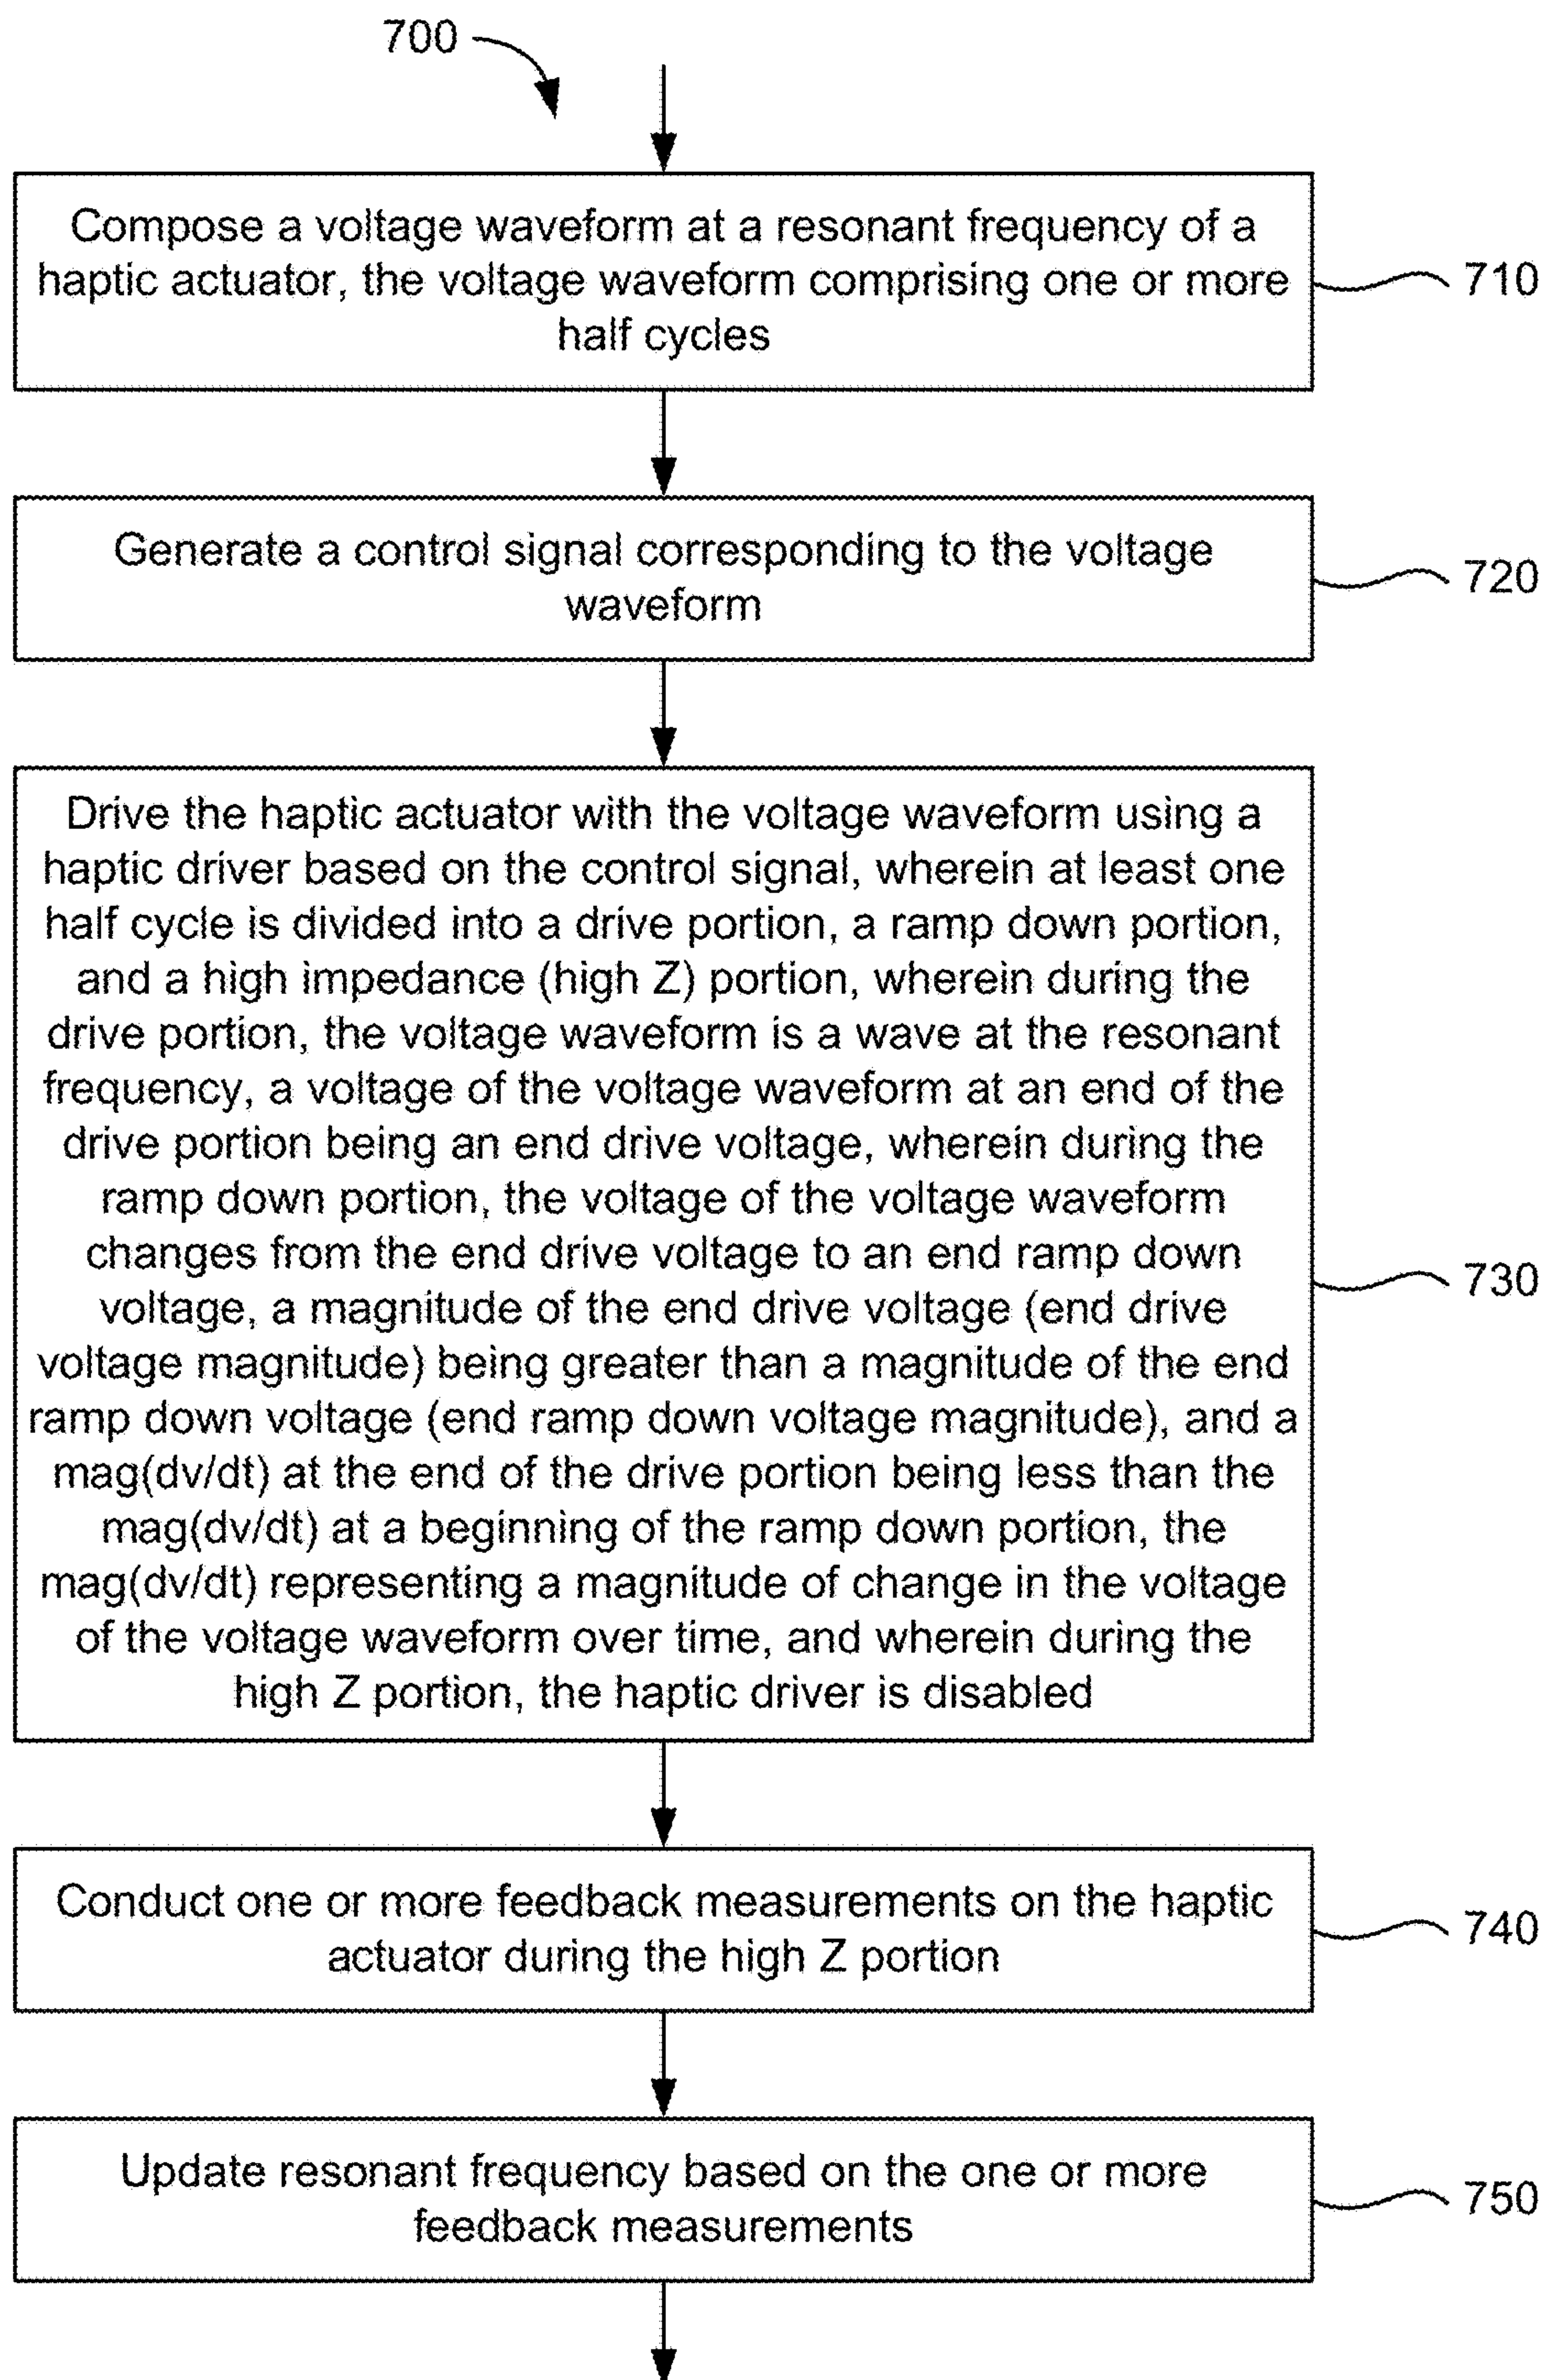 700
Compose a voltage waveform at a resonant frequency of a
haptic actuator, the voltage waveform comprising one or more
half cycles
710
Generate a control signal corresponding to the voltage
waveform
720
Drive the haptic actuator with the voltage waveform using a
haptic driver based on the control signal, wherein at least one
half cycle is divided into a drive portion, a ramp down portion,
and a high impedance (high Z) portion, wherein during the
drive portion, the voltage waveform is a wave at the resonant
frequency, a voltage of the voltage waveform at an end of the
drive portion being an end drive voltage, wherein during the
ramp down portion, the voltage of the voltage waveform
changes from the end drive voltage to an end ramp down
voltage, a magnitude of the end drive voltage (end drive
voltage magnitude) being greater than a magnitude of the end
ramp down voltage (end ramp down voltage magnitude), and a
mag(dv/dt) at the end of the drive portion being less than the
mag(dv/dt) at a beginning of the ramp down portion, the
mag(dv/dt) representing a magnitude of change in the voltage
of the voltage waveform over time, and wherein during the
high Z portion, the haptic driver is disabled
730
Conduct one or more feedback measurements on the haptic
actuator during the high Z portion
740
Update resonant frequency based on the one or more
feedback measurements
750